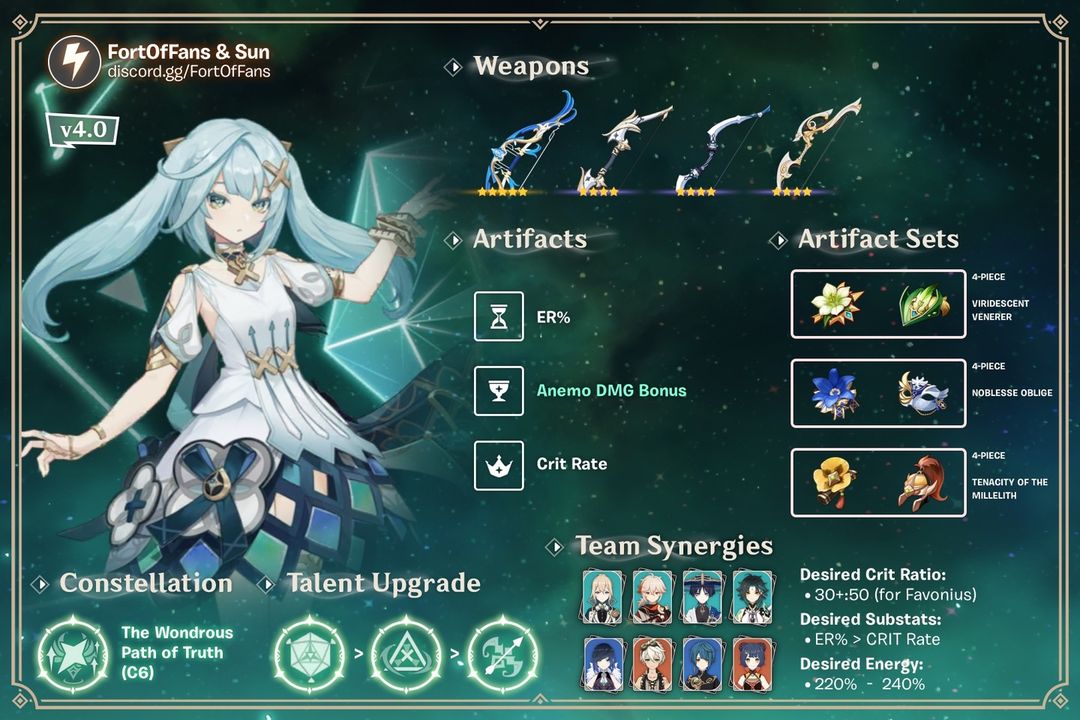 FortOfFans & Sun
discord.gg/FortOfFans
v4.0
Weapons
Artifacts
ER%
Anemo DMG Bonus
Crit Rate
Artifact Sets
4-PIECE
VIRIDESCENT
VENERER
4-PIECE
NOBLESSE OBLIGE
4-PIECE
TENACITY OF THE
MILLELITH
Constellation
The Wondrous
Path of Truth
(C6)
Talent Upgrade
> >
Team Synergies
Desired Crit Ratio:
• 30+:50 (for Favonius)
Desired Substats:
• ER% > CRIT Rate
Desired Energy:
• 220% - 240%